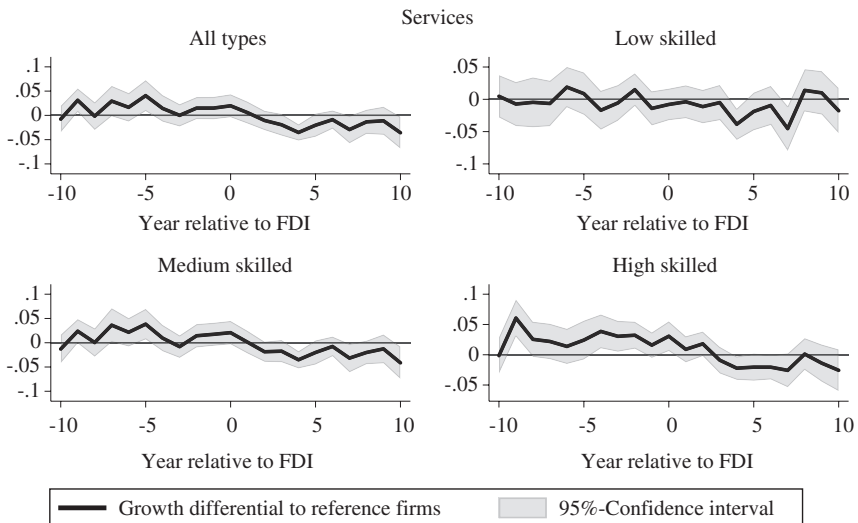 Services
All types
.1
.05
0
-.05
-.1
-10 -5 0 5 10
Year relative to FDI
Low skilled
.05
0
-.05
-.1
-10 -5 0 5 10
Year relative to FDI
Medium skilled
.1
.05
0
-.05
-.1
-10 -5 0 5 10
Year relative to FDI
High skilled
.1
.05
0
-.05
-10 -5 0 5 10
Year relative to FDI
Growth differential to reference firms 95%-Confidence interval